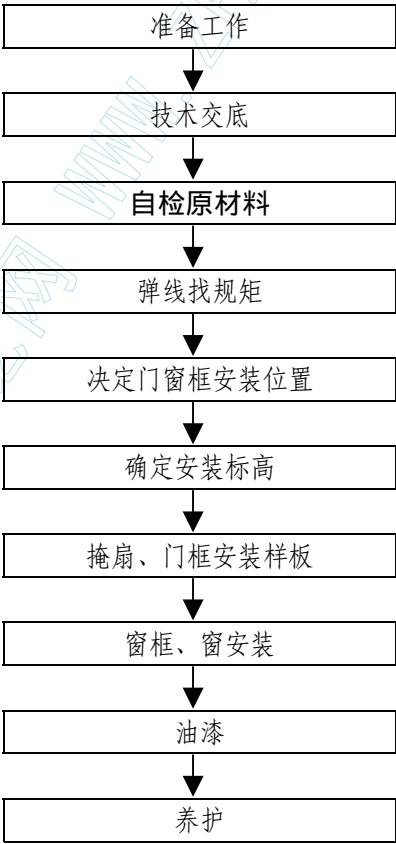 准备工作
技术交底
自检原材料
弹线找规矩
决定门窗框安装位置
确定安装标高
掩扇、门框安装样板
窗框、窗安装
油漆
养护